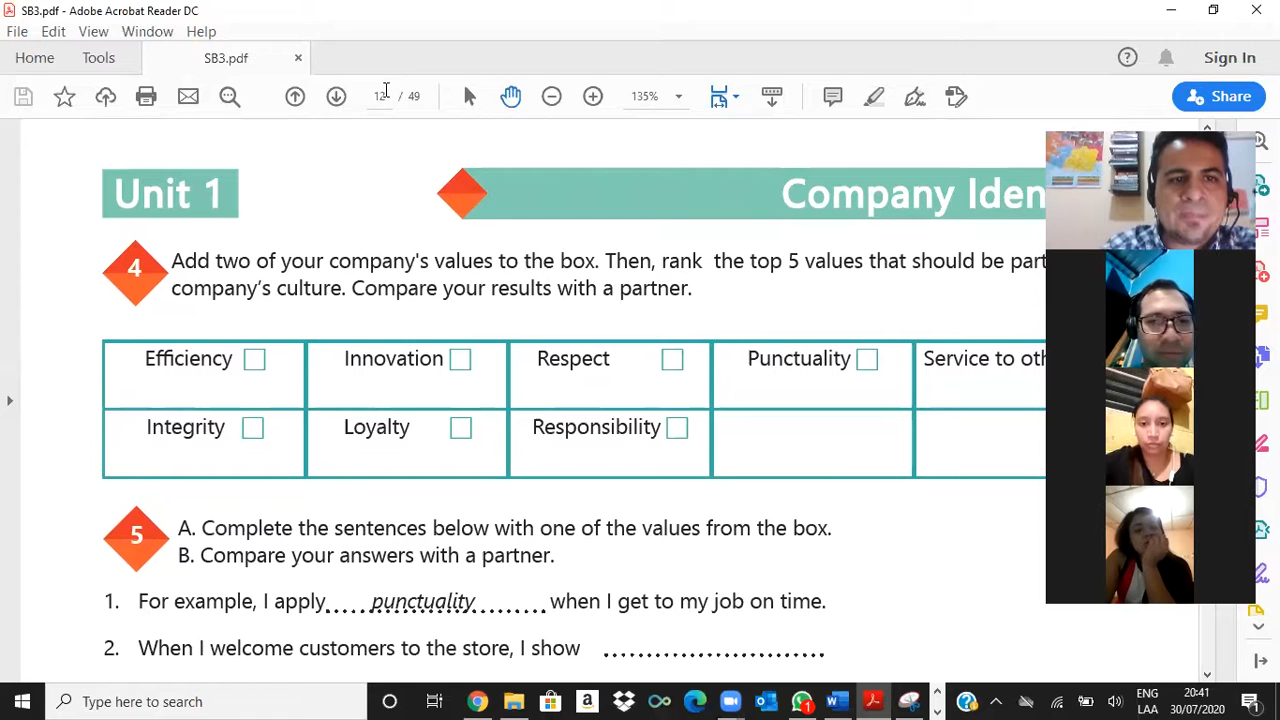 SB3.pdf - Adobe Acrobat Reader DC
File Edit View Window Help
Home Tools SB3.pdf × Sign In
12 / 49 135% Share
Unit 1 Company Iden
4 Add two of your company's values to the box. Then, rank the top 5 values that should be part
company's culture. Compare your results with a partner.
Efficiency Innovation Respect Punctuality Service to oth
Integrity Loyalty Responsibility
5 A. Complete the sentences below with one of the values from the box.
B. Compare your answers with a partner.
1. For example, I apply.....punctuality..........when I get to my job on time.
2. When I welcome customers to the store, I show ............................
Type here to search
ENG 20:41
LAA 30/07/2020